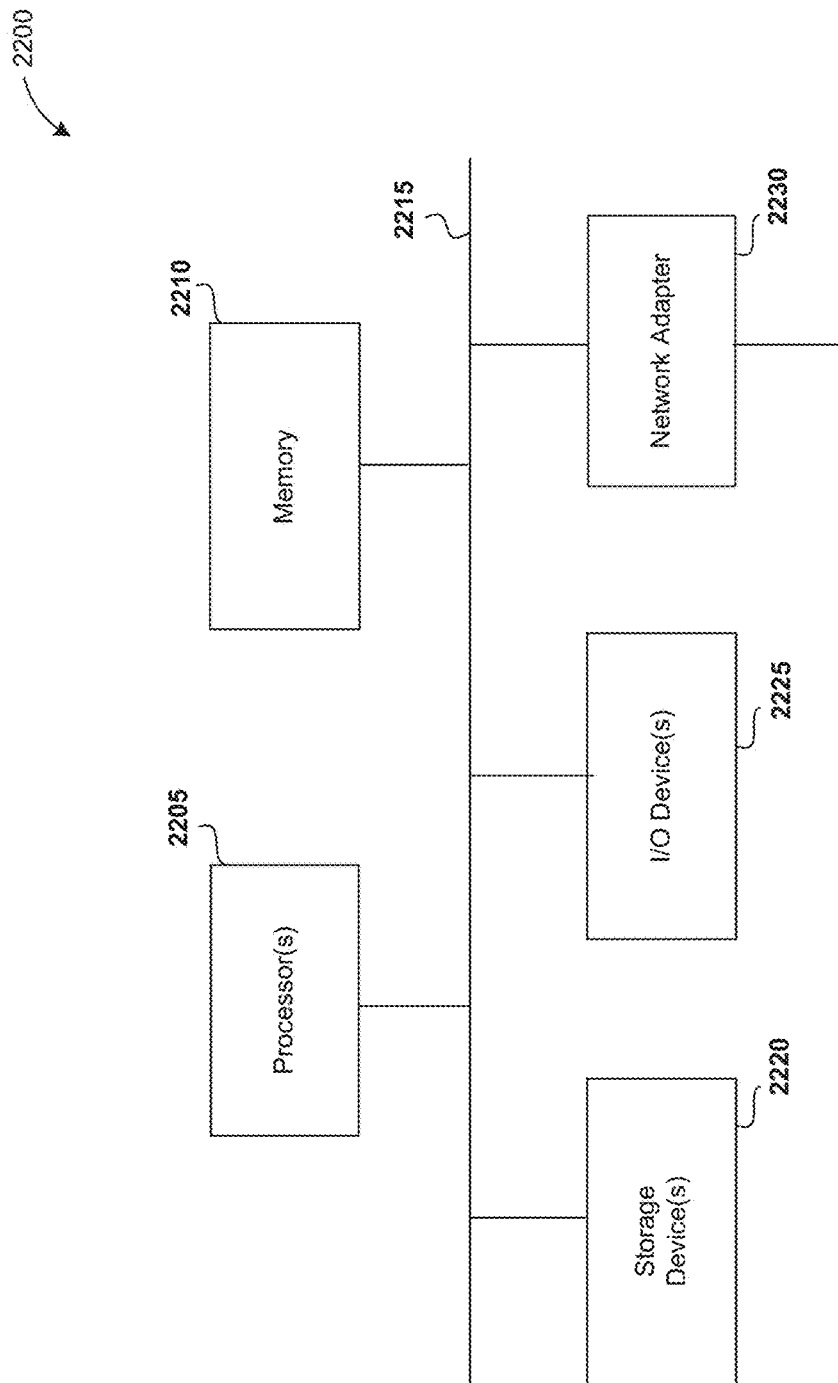 2200
2205
Processor(s)
2210
Memory
2215
Storage
Device(s)
2220
I/O Device(s)
2225
Network Adapter
2230